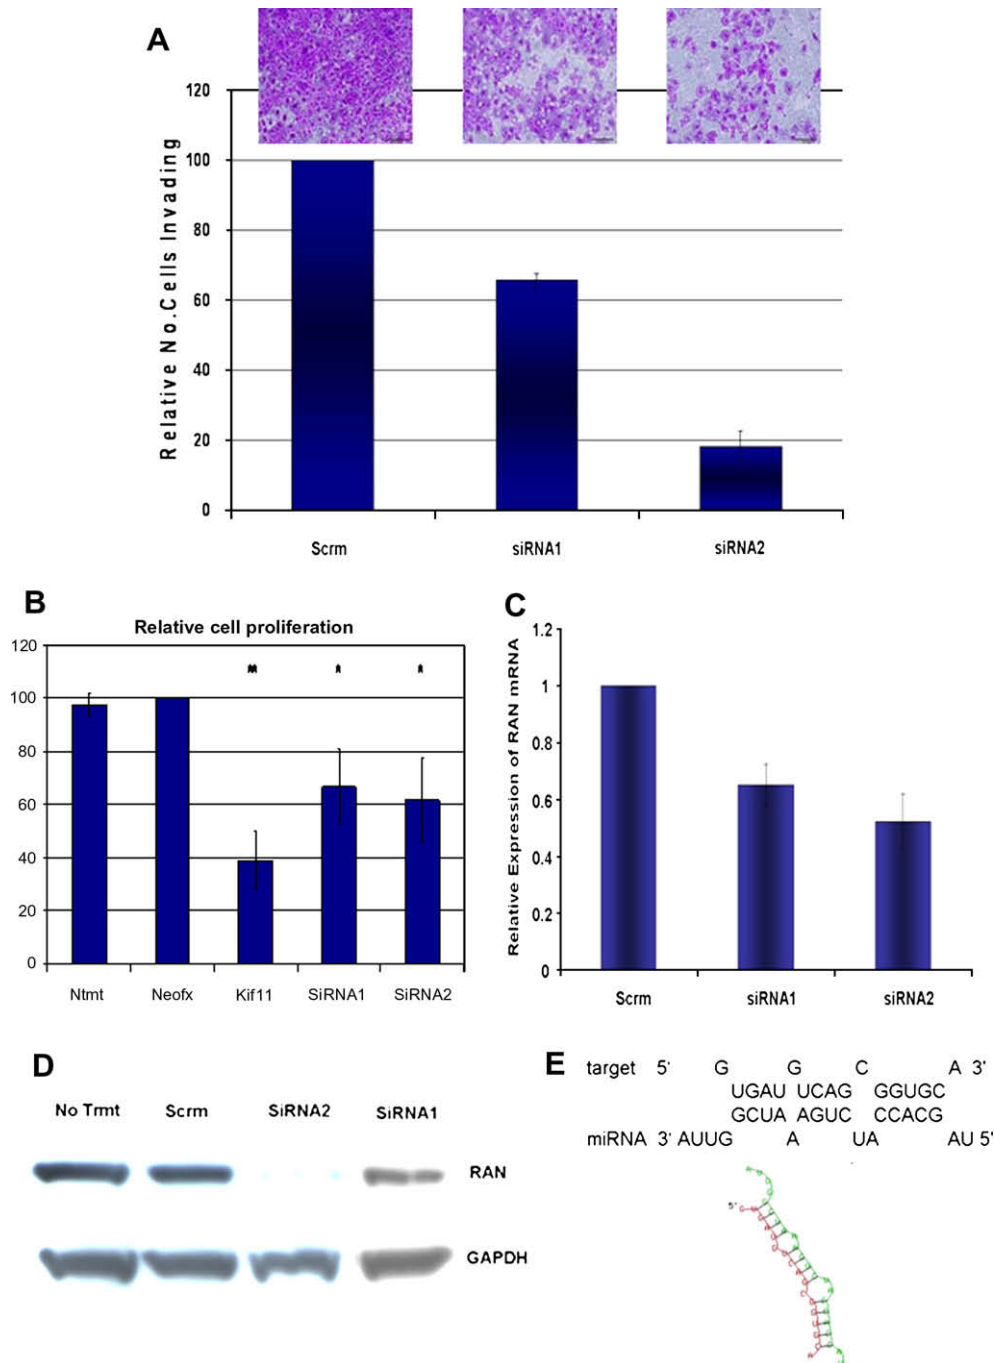 A
120
100
80
60
40
20
0
Relative No.Cells Invading
Scrm siRNA1 siRNA2
B
Relative cell proliferation
120
100
80
60
40
20
0
Ntmt Neofx Kif11 SiRNA1 SiRNA2
C
1.2
1
0.8
0.6
0.4
0.2
0
Relative Expression of RAN mRNA
Scrm siRNA1 siRNA2
D
No Trmt Scrm SiRNA2 SiRNA1
RAN
GAPDH
E
target 5' G G C A 3'
UGAU UCAG GGUGC
GCUA AGUC CCACG
miRNA 3' AUUG A UA AU 5'
5'